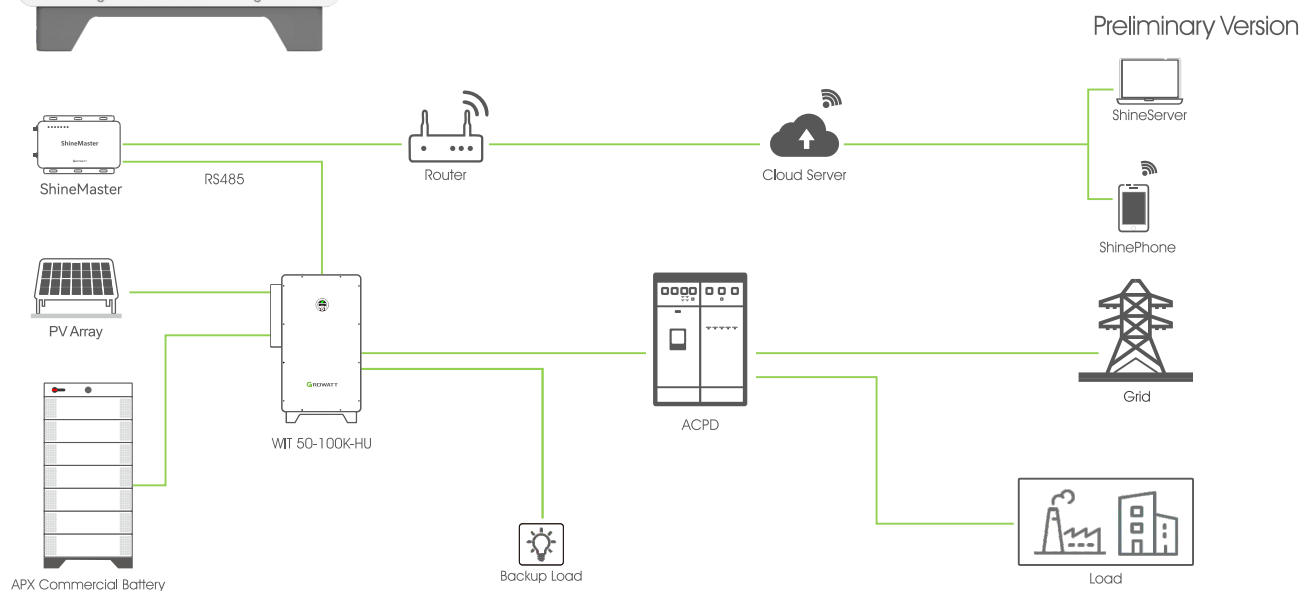 Preliminary Version
ShineServer
ShineMaster
GROWATT
ShineMaster
RS485
Router
Cloud Server
ShinePhone
PV Array
GROWATT
WIT 50-100K-HU
ACPD
Grid
APX Commercial Battery
Backup Load
Load